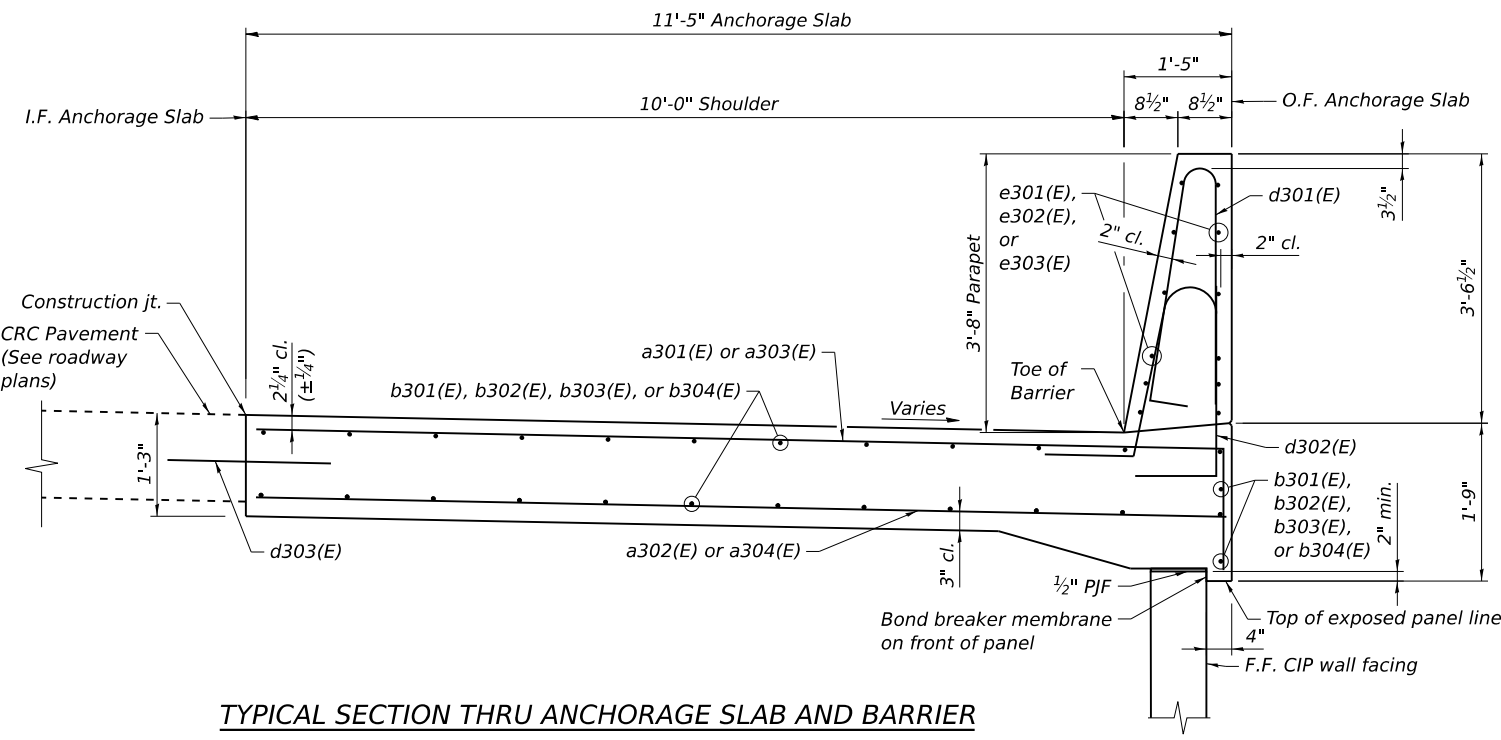 11'-5" Anchorage Slab
1'-5"
I.F. Anchorage Slab
10'-0" Shoulder
8½"
8½"
O.F. Anchorage Slab
e301(E),
e302(E),
or
e303(E)
2" cl.
d301(E)
3½"
2" cl.
3'-8" Parapet
3'-6½"
Construction jt.
CRC Pavement
(See roadway
plans)
2¼" cl.
(±¼")
a301(E) or a303(E)
b301(E), b302(E), b303(E), or b304(E)
Varies
Toe of
Barrier
1'-3"
d302(E)
b301(E),
b302(E),
b303(E),
or b304(E)
2" min.
1'-9"
d303(E)
a302(E) or a304(E)
3" cl.
½" PJF
Bond breaker membrane
on front of panel
Top of exposed panel line
4"
F.F. CIP wall facing
TYPICAL SECTION THRU ANCHORAGE SLAB AND BARRIER